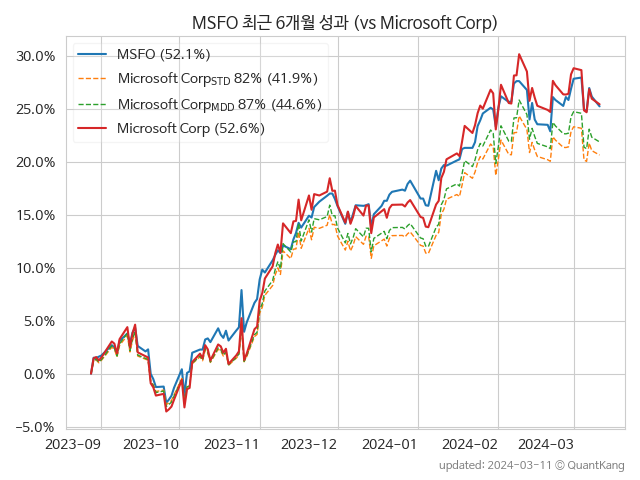 MSFO 최근 6개월 성과 (vs Microsoft Corp)
30.0%
25.0%
20.0%
15.0%
10.0%
5.0%
0.0%
−5.0%
MSFO (52.1%)
Microsoft CorpSTD 82% (41.9%)
Microsoft CorpMDD 87% (44.6%)
Microsoft Corp (52.6%)
2023-09 2023-10 2023-11 2023-12 2024-01 2024-02 2024-03
updated: 2024-03-11 © QuantKang